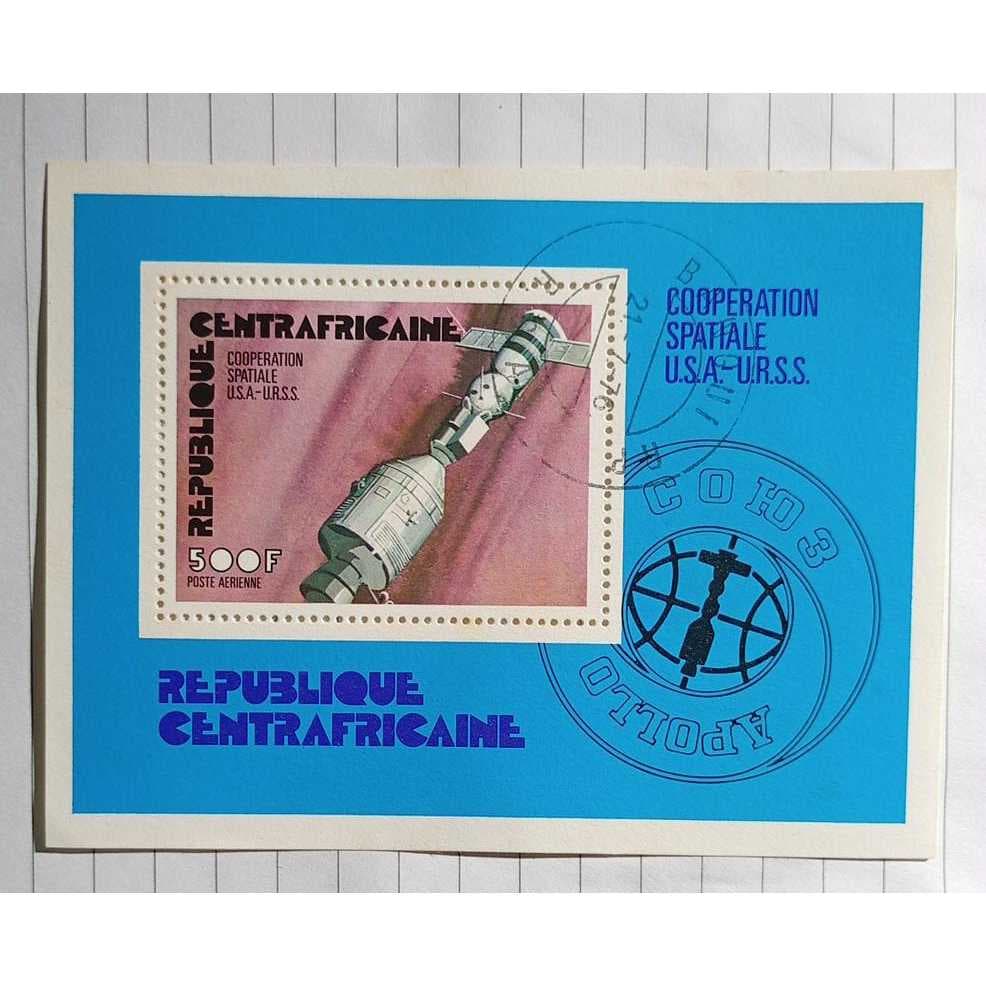 REPUBLIQUE
CENTRAFRICAINE
COOPERATION
SPATIALE
U.S.A.-U.R.S.S.
500F
POSTE AERIENNE
COOPERATION
SPATIALE
U.S.A.-U.R.S.S.
СОЮЗ
APOLLO
REPUBLIQUE
CENTRAFRICAINE